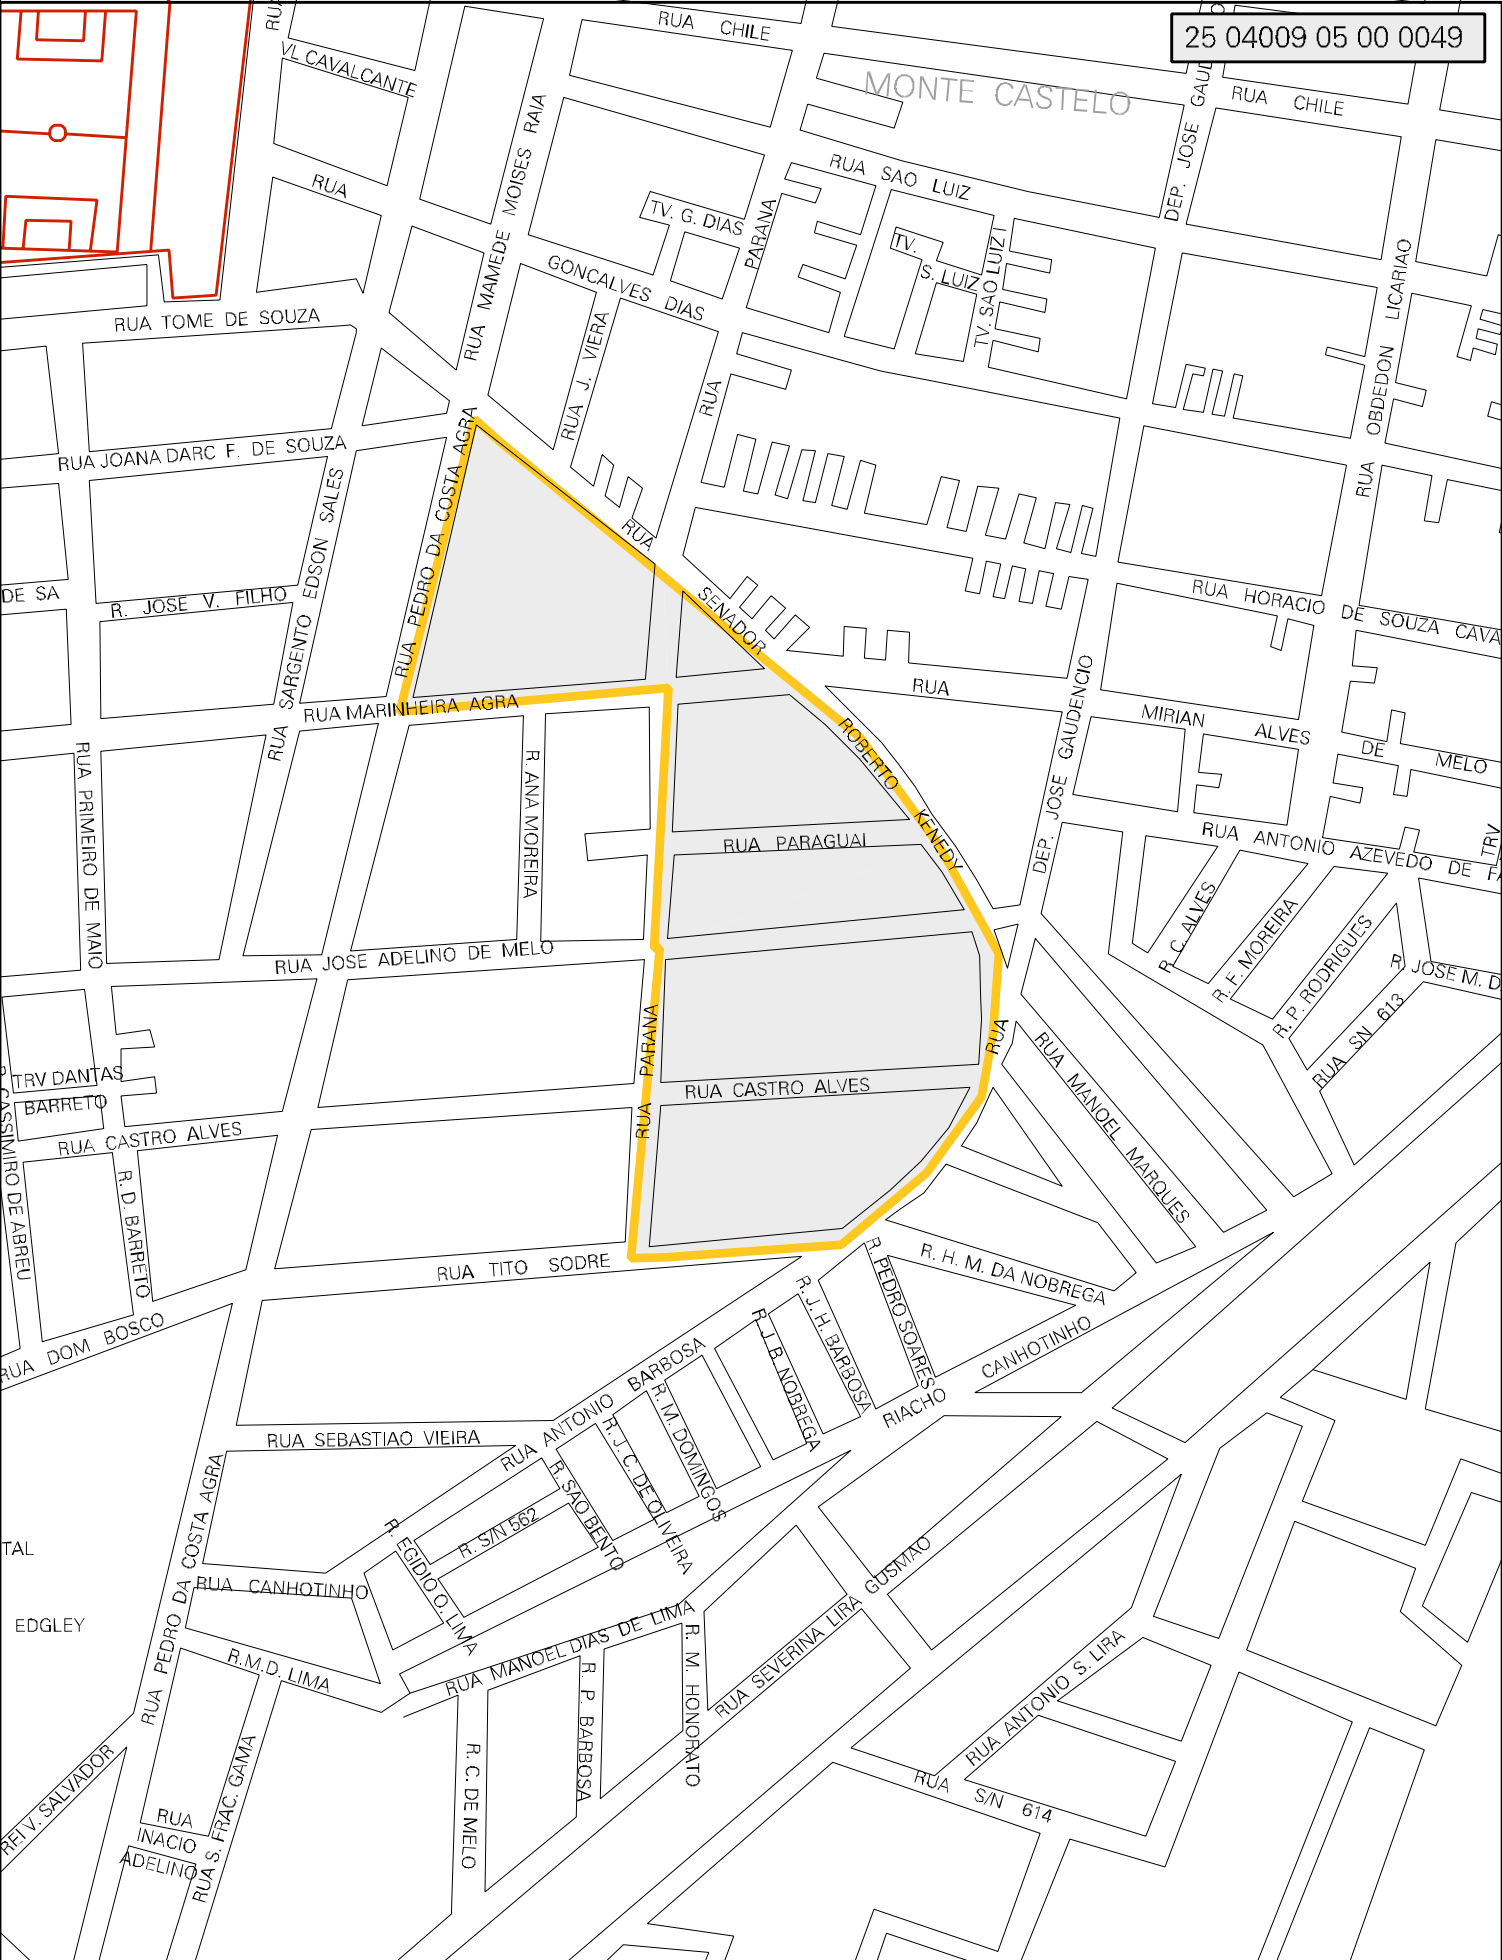 25 04009 05 00 0049
RUA CHILE
VL CAVALCANTE
MONTE CASTELO
DEP. JOSE GAUD
RUA CHILE
RUA MAMEDE MOISES RAIA
RUA
RUA SAO LUIZ
TV. G. DIAS
PARANA
TV.
S. LUIZ
TV. SAO LUIZ I
GONCALVES DIAS
RUA OBDEDON LICARIAO
RUA TOME DE SOUZA
RUA J. VIERA
RUA
RUA JOANA DARC F. DE SOUZA
RUA PEDRO DA COSTA AGRA
RUA SARGENTO EDSON SALES
RUA
SENADOR
ROBERTO
KENEDY
RUA
DE SA
R. JOSE V. FILHO
RUA HORACIO DE SOUZA CAVA
RUA
RUA MARINHEIRA AGRA
MIRIAN ALVES DE MELO
DEP. JOSE GAUDENCIO
RUA PRIMEIRO DE MAIO
R. ANA MOREIRA
RUA PARAGUAI
RUA ANTONIO AZEVEDO DE FA
TRV
R. C. ALVES
R. F. MOREIRA
R. P. RODRIGUES
R. JOSE M. D
RUA SN 613
RUA JOSE ADELINO DE MELO
RUA PARANA
RUA MANOEL MARQUES
TRV DANTAS
BARRETO
RUA CASTRO ALVES
RUA CASTRO ALVES
R. CASSIMIRO DE ABREU
R. D. BARRETO
RUA TITO SODRE
R. H. M. DA NOBREGA
R. PEDRO SOARES
R. J. H. BARBOSA
R. J. B. NOBREGA
RUA DOM BOSCO
RIACHO CANHOTINHO
RUA ANTONIO BARBOSA
R. M. DOMINGOS
R. J. C. DE OLIVEIRA
R. SAO BENTO
RUA SEBASTIAO VIEIRA
R. S/N 562
R. EGIDIO O. LIMA
RUA PEDRO DA COSTA AGRA
TAL
EDGLEY
RUA CANHOTINHO
RUA SEVERINA LIRA GUSMAO
RUA MANOEL DIAS DE LIMA
R.M.D. LIMA
R. M. HONORATO
R. P. BARBOSA
R. C. DE MELO
RUA ANTONIO S. LIRA
RUA S/N 614
REI V. SALVADOR
RUA S. FRAC. GAMA
RUA
INACIO
ADELINO